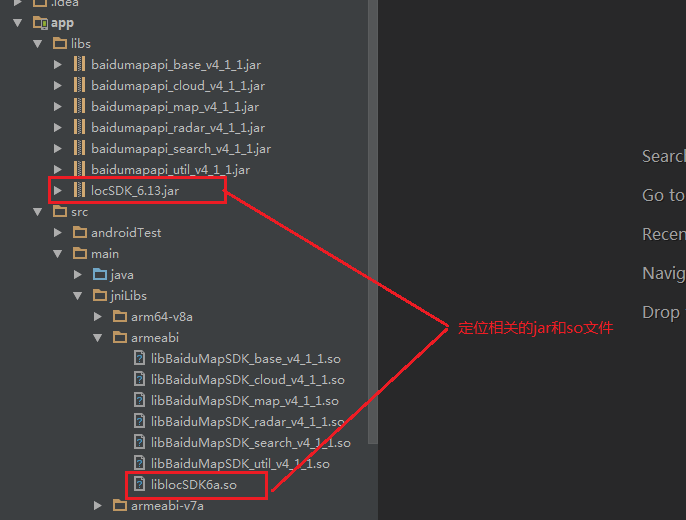 .idea
app
libs
baidumapapi_base_v4_1_1.jar
baidumapapi_cloud_v4_1_1.jar
baidumapapi_map_v4_1_1.jar
baidumapapi_radar_v4_1_1.jar
baidumapapi_search_v4_1_1.jar
baidumapapi_util_v4_1_1.jar
locSDK_6.13.jar
src
androidTest
main
java
jniLibs
arm64-v8a
armeabi
libBaiduMapSDK_base_v4_1_1.so
libBaiduMapSDK_cloud_v4_1_1.so
libBaiduMapSDK_map_v4_1_1.so
libBaiduMapSDK_radar_v4_1_1.so
libBaiduMapSDK_search_v4_1_1.so
libBaiduMapSDK_util_v4_1_1.so
liblocSDK6a.so
armeabi-v7a
Search
Go to
Recen
Navig
Drop
定位相关的jar和so文件